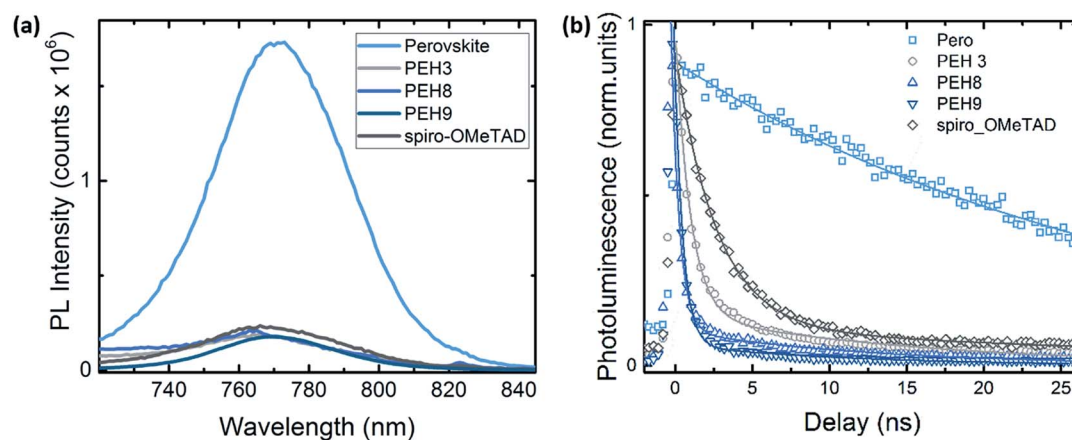 (a)
PL Intensity (counts x 10⁶)
1
0
740 760 780 800 820 840
Wavelength (nm)
Perovskite
PEH3
PEH8
PEH9
spiro-OMeTAD
(b)
Photoluminescence (norm.units)
1
0
0 5 10 15 20 25
Delay (ns)
Pero
PEH 3
PEH8
PEH9
spiro_OMeTAD